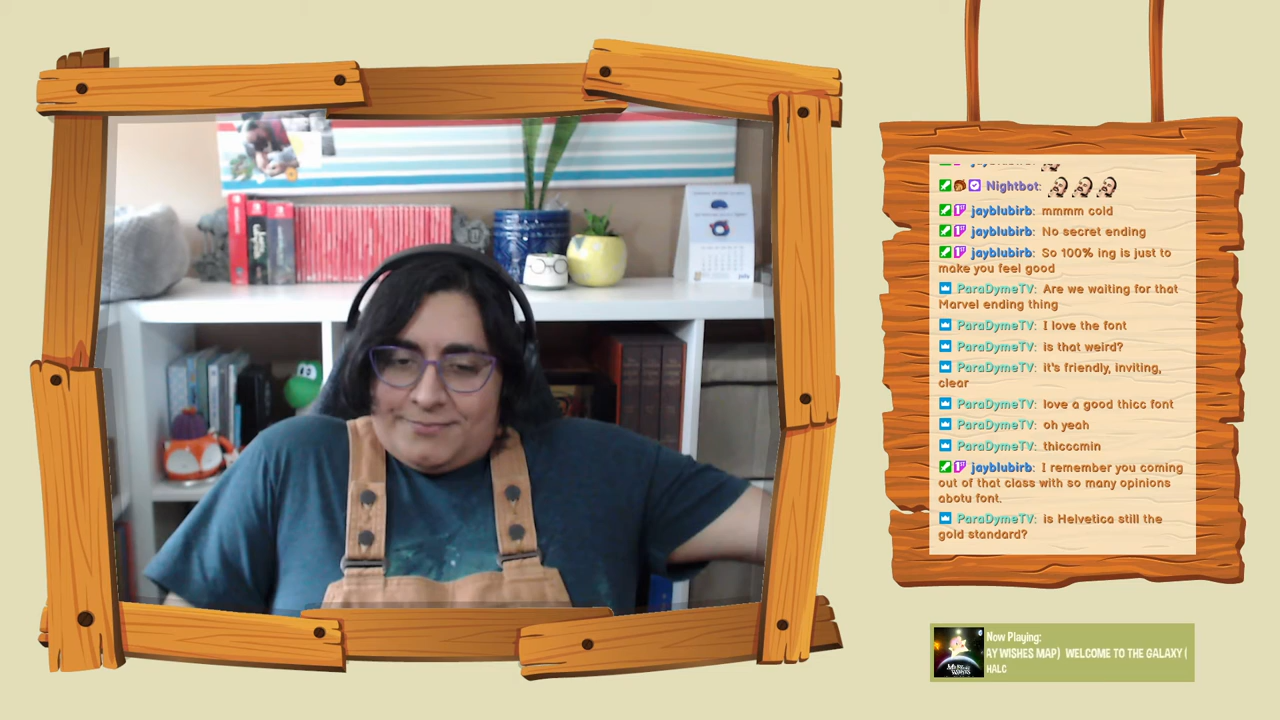 Nightbot:
jayblubirb: mmmm cold
jayblubirb: No secret ending
jayblubirb: So 100% ing is just to
make you feel good
ParaDymeTV: Are we waiting for that
Marvel ending thing
ParaDymeTV: I love the font
ParaDymeTV: is that weird?
ParaDymeTV: it's friendly, inviting,
clear
ParaDymeTV: love a good thicc font
ParaDymeTV: oh yeah
ParaDymeTV: thicccmin
jayblubirb: I remember you coming
out of that class with so many opinions
abotu font.
ParaDymeTV: is Helvetica still the
gold standard?
Now Playing:
AY WISHES MAP) WELCOME TO THE GALAXY (
HALC